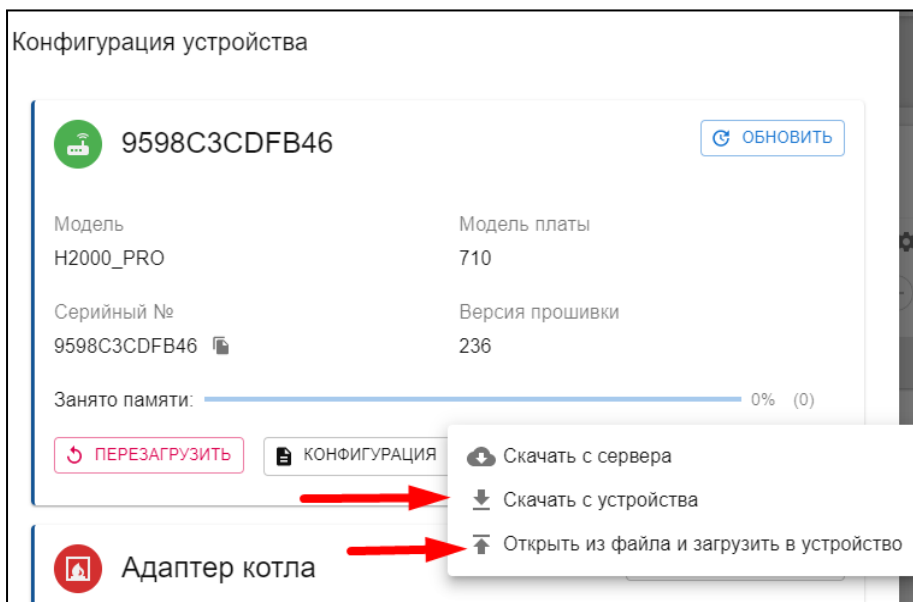 Конфигурация устройства
9598C3CDFB46
ОБНОВИТЬ
Модель
Модель платы
H2000_PRO
710
Серийный №
Версия прошивки
9598C3CDFB46
236
Занято памяти: 0% (0)
ПЕРЕЗАГРУЗИТЬ
КОНФИГУРАЦИЯ
Скачать с сервера
Скачать с устройства
Открыть из файла и загрузить в устройство
Адаптер котла